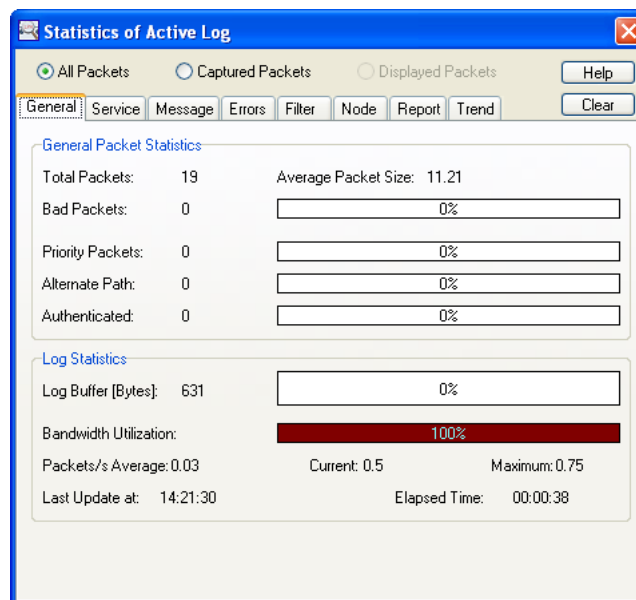 Statistics of Active Log
All Packets Captured Packets Displayed Packets Help
General Service Message Errors Filter Node Report Trend Clear
General Packet Statistics
Total Packets: 19 Average Packet Size: 11.21
Bad Packets: 0 0%
Priority Packets: 0 0%
Alternate Path: 0 0%
Authenticated: 0 0%
Log Statistics
Log Buffer [Bytes]: 631 0%
Bandwidth Utilization: 100%
Packets/s Average: 0.03 Current: 0.5 Maximum: 0.75
Last Update at: 14:21:30 Elapsed Time: 00:00:38